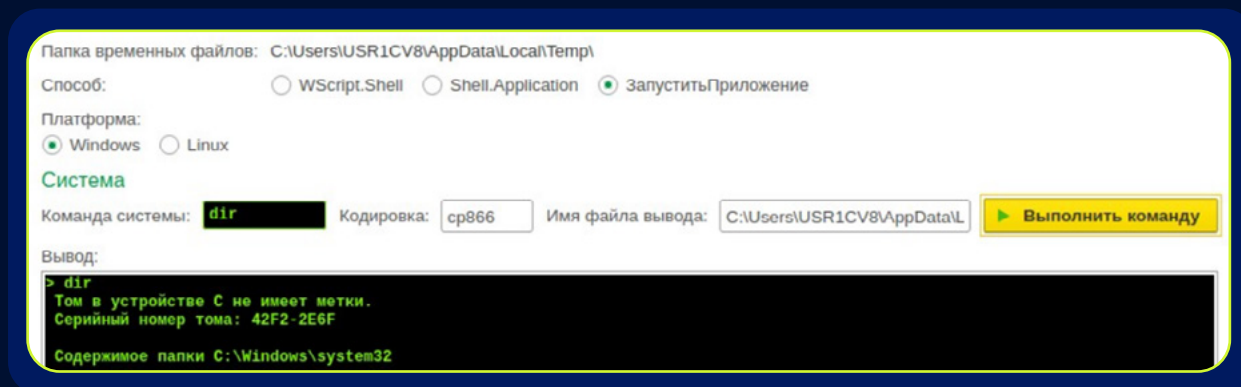 Папка временных файлов: C:\Users\USR1CV8\AppData\Local\Temp\
Способ: WScript.Shell Shell.Application ЗапуститьПриложение
Платформа:
Windows Linux
Система
Команда системы: dir Кодировка: cp866 Имя файла вывода: C:\Users\USR1CV8\AppData\L Выполнить команду
Вывод:
> dir
Том в устройстве C не имеет метки.
Серийный номер тома: 42F2-2E6F
Содержимое папки C:\Windows\system32